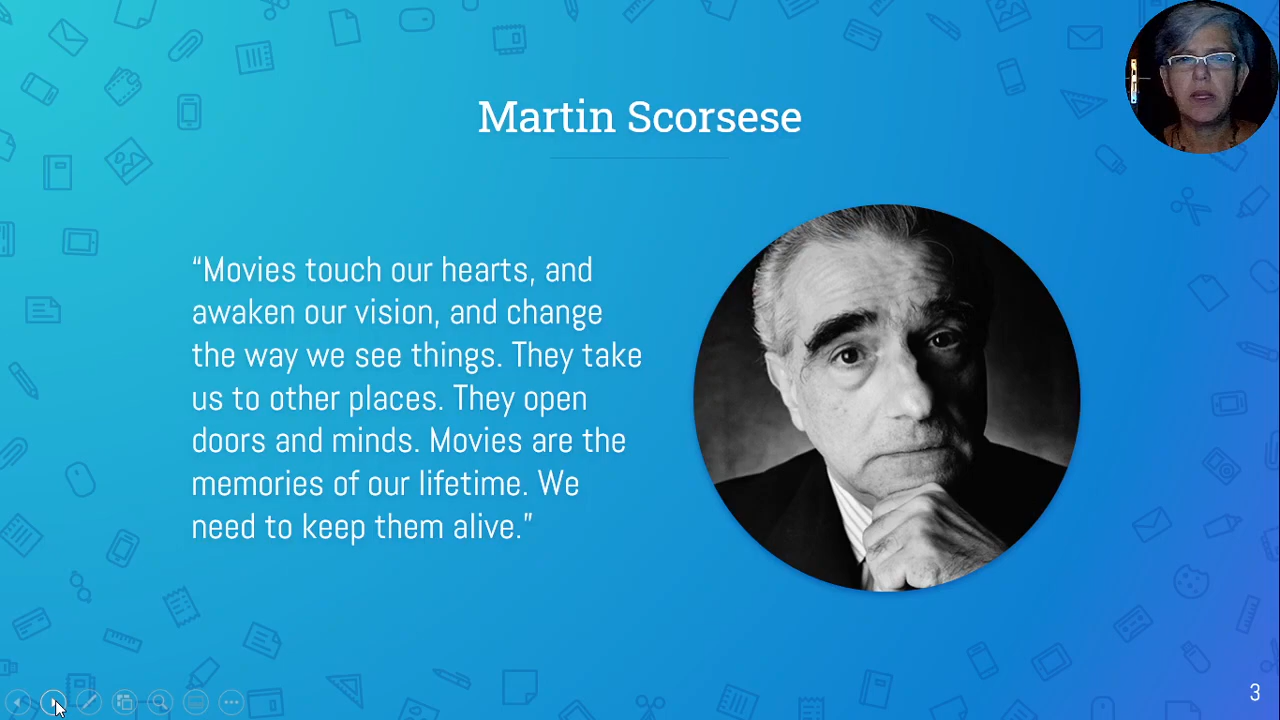 Martin Scorsese
“Movies touch our hearts, and
awaken our vision, and change
the way we see things. They take
us to other places. They open
doors and minds. Movies are the
memories of our lifetime. We
need to keep them alive.”
3